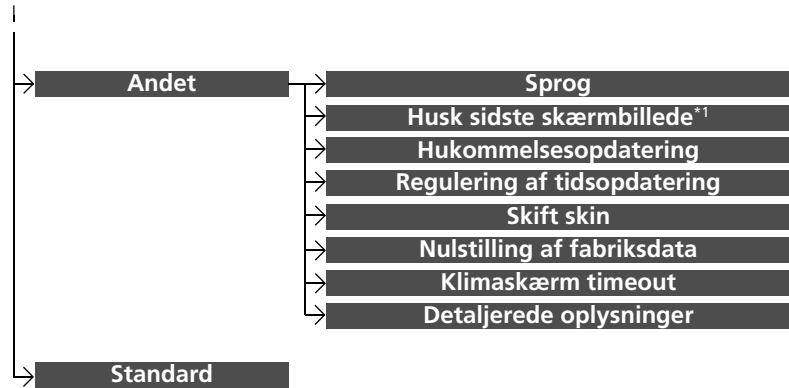 Andet
Sprog
Husk sidste skærmbillede*1
Hukommelsesopdatering
Regulering af tidsopdatering
Skift skin
Nulstilling af fabriksdata
Klimaskærm timeout
Detaljerede oplysninger
Standard